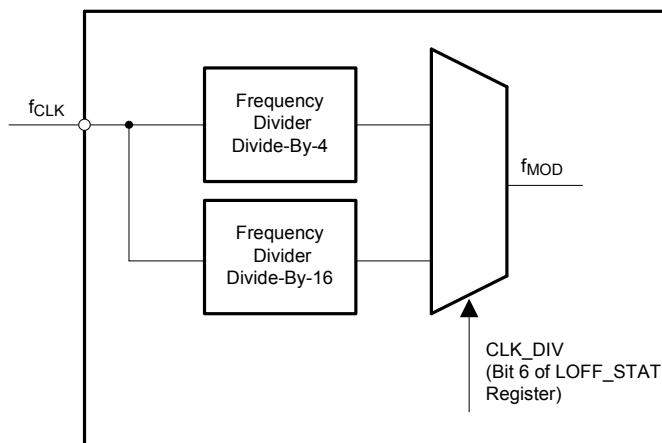 fCLK
Frequency
Divider
Divide-By-4
fMOD
Frequency
Divider
Divide-By-16
CLK_DIV
(Bit 6 of LOFF_STAT
Register)